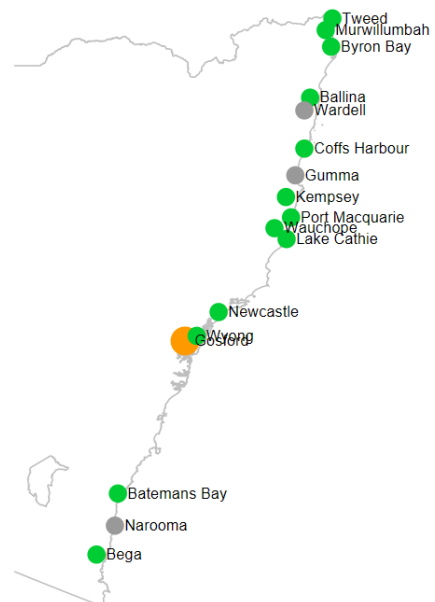 Tweed
Murwillumbah
Byron Bay
Ballina
Wardell
Coffs Harbour
Gumma
Kempsey
Port Macquarie
Wauchope
Lake Cathie
Newcastle
Wyong
Gosford
Batemans Bay
Narooma
Bega